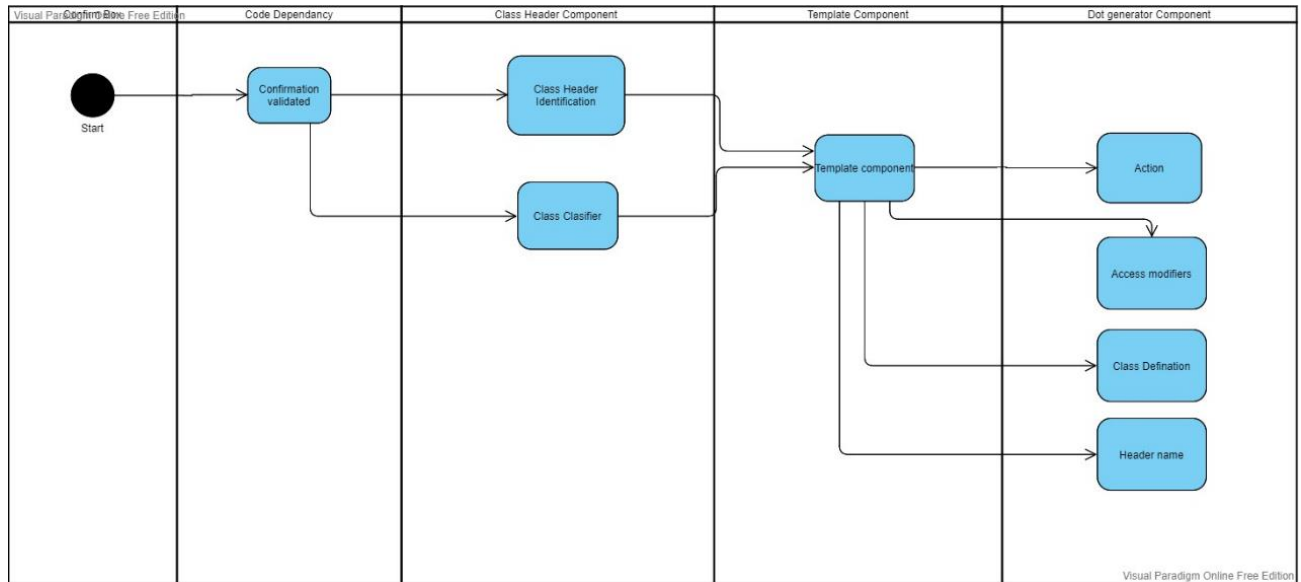 Visual Paradigm Online Free Edition
Confirm Box
Code Dependancy
Class Header Component
Template Component
Dot generator Component
Start
Confirmation
validated
Class Header
Identification
Class Clasifier
Template component
Action
Access modifiers
Class Defination
Header name
Visual Paradigm Online Free Edition